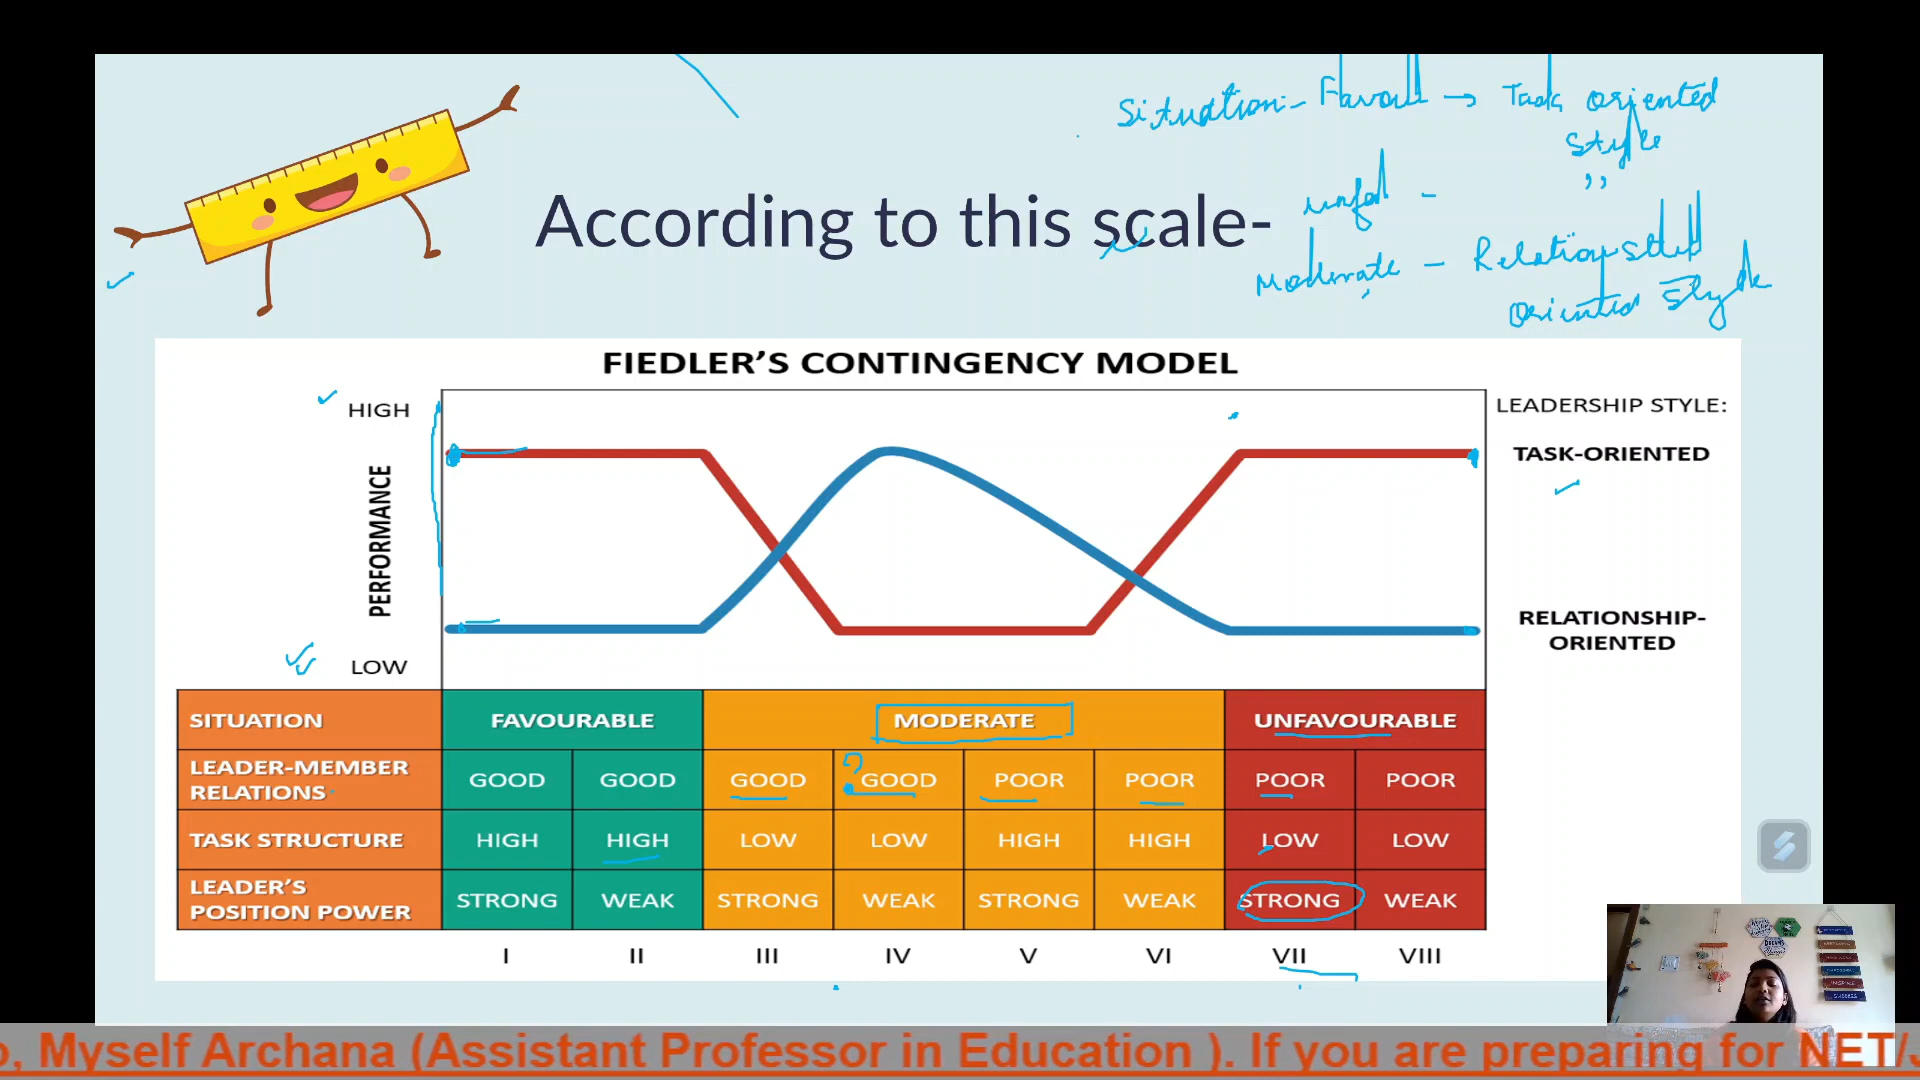 Situation:- Favour → Task oriented
Style
unfa - ,,
Moderate - Relationship
Oriented Style
According to this scale-
FIEDLER'S CONTINGENCY MODEL
HIGH
PERFORMANCE
LOW
LEADERSHIP STYLE:
TASK-ORIENTED
RELATIONSHIP-
ORIENTED
SITUATION FAVOURABLE MODERATE UNFAVOURABLE
LEADER-MEMBER
RELATIONS GOOD GOOD GOOD GOOD POOR POOR POOR POOR
TASK STRUCTURE HIGH HIGH LOW LOW HIGH HIGH LOW LOW
LEADER'S
POSITION POWER STRONG WEAK STRONG WEAK STRONG WEAK STRONG WEAK
I II III IV V VI VII VIII
o, Myself Archana (Assistant Professor in Education ). If you are preparing for NET/J